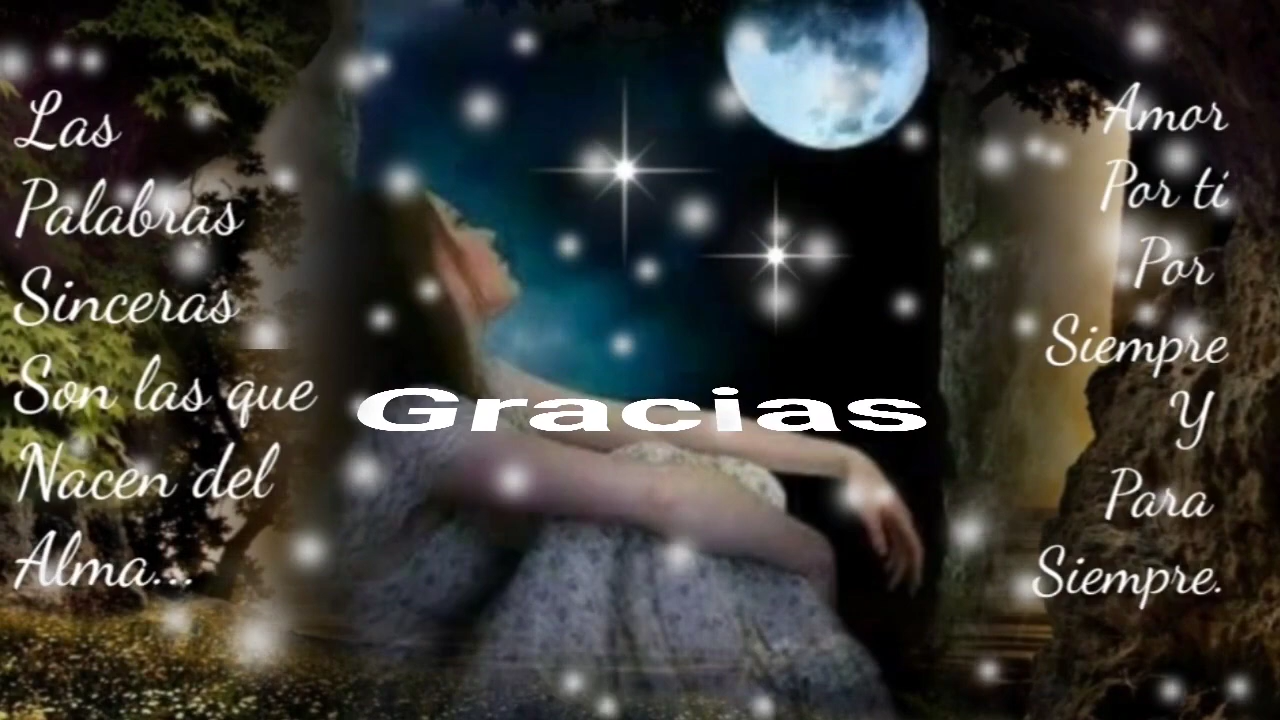 Las
Palabras
Sinceras
Son las que
Nacen del
Alma...
Gracias
Amor
Por ti
Por
Siempre
Y
Para
Siempre.